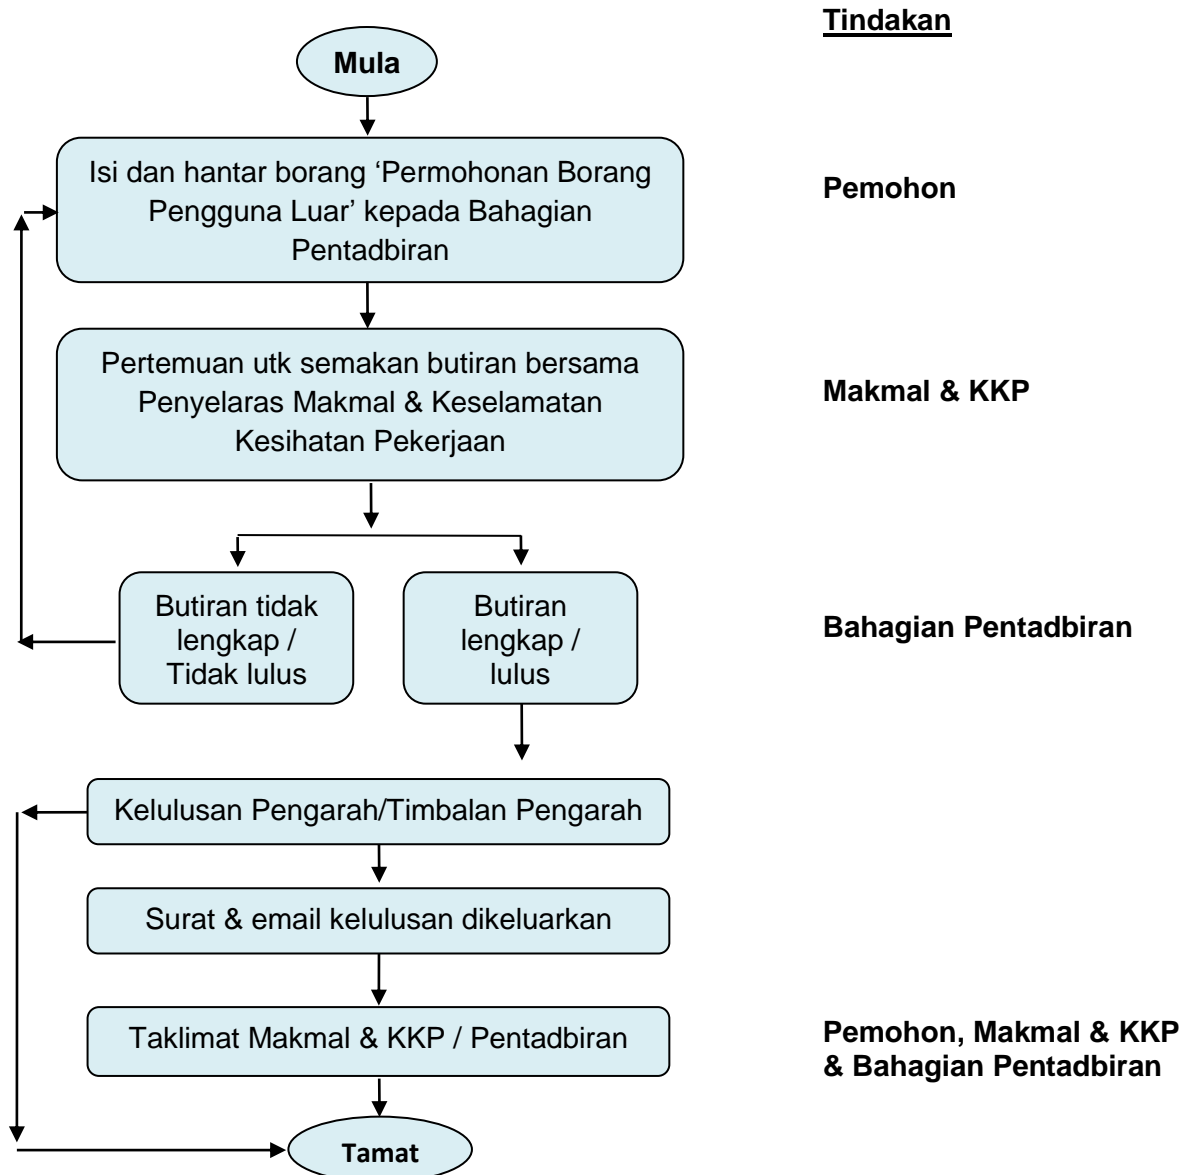 Tindakan
Mula
Isi dan hantar borang ‘Permohonan Borang
Pengguna Luar’ kepada Bahagian
Pentadbiran
Pemohon
Pertemuan utk semakan butiran bersama
Penyelaras Makmal & Keselamatan
Kesihatan Pekerjaan
Makmal & KKP
Butiran tidak
lengkap /
Tidak lulus
Butiran
lengkap /
lulus
Bahagian Pentadbiran
Kelulusan Pengarah/Timbalan Pengarah
Surat & email kelulusan dikeluarkan
Taklimat Makmal & KKP / Pentadbiran
Pemohon, Makmal & KKP
& Bahagian Pentadbiran
Tamat